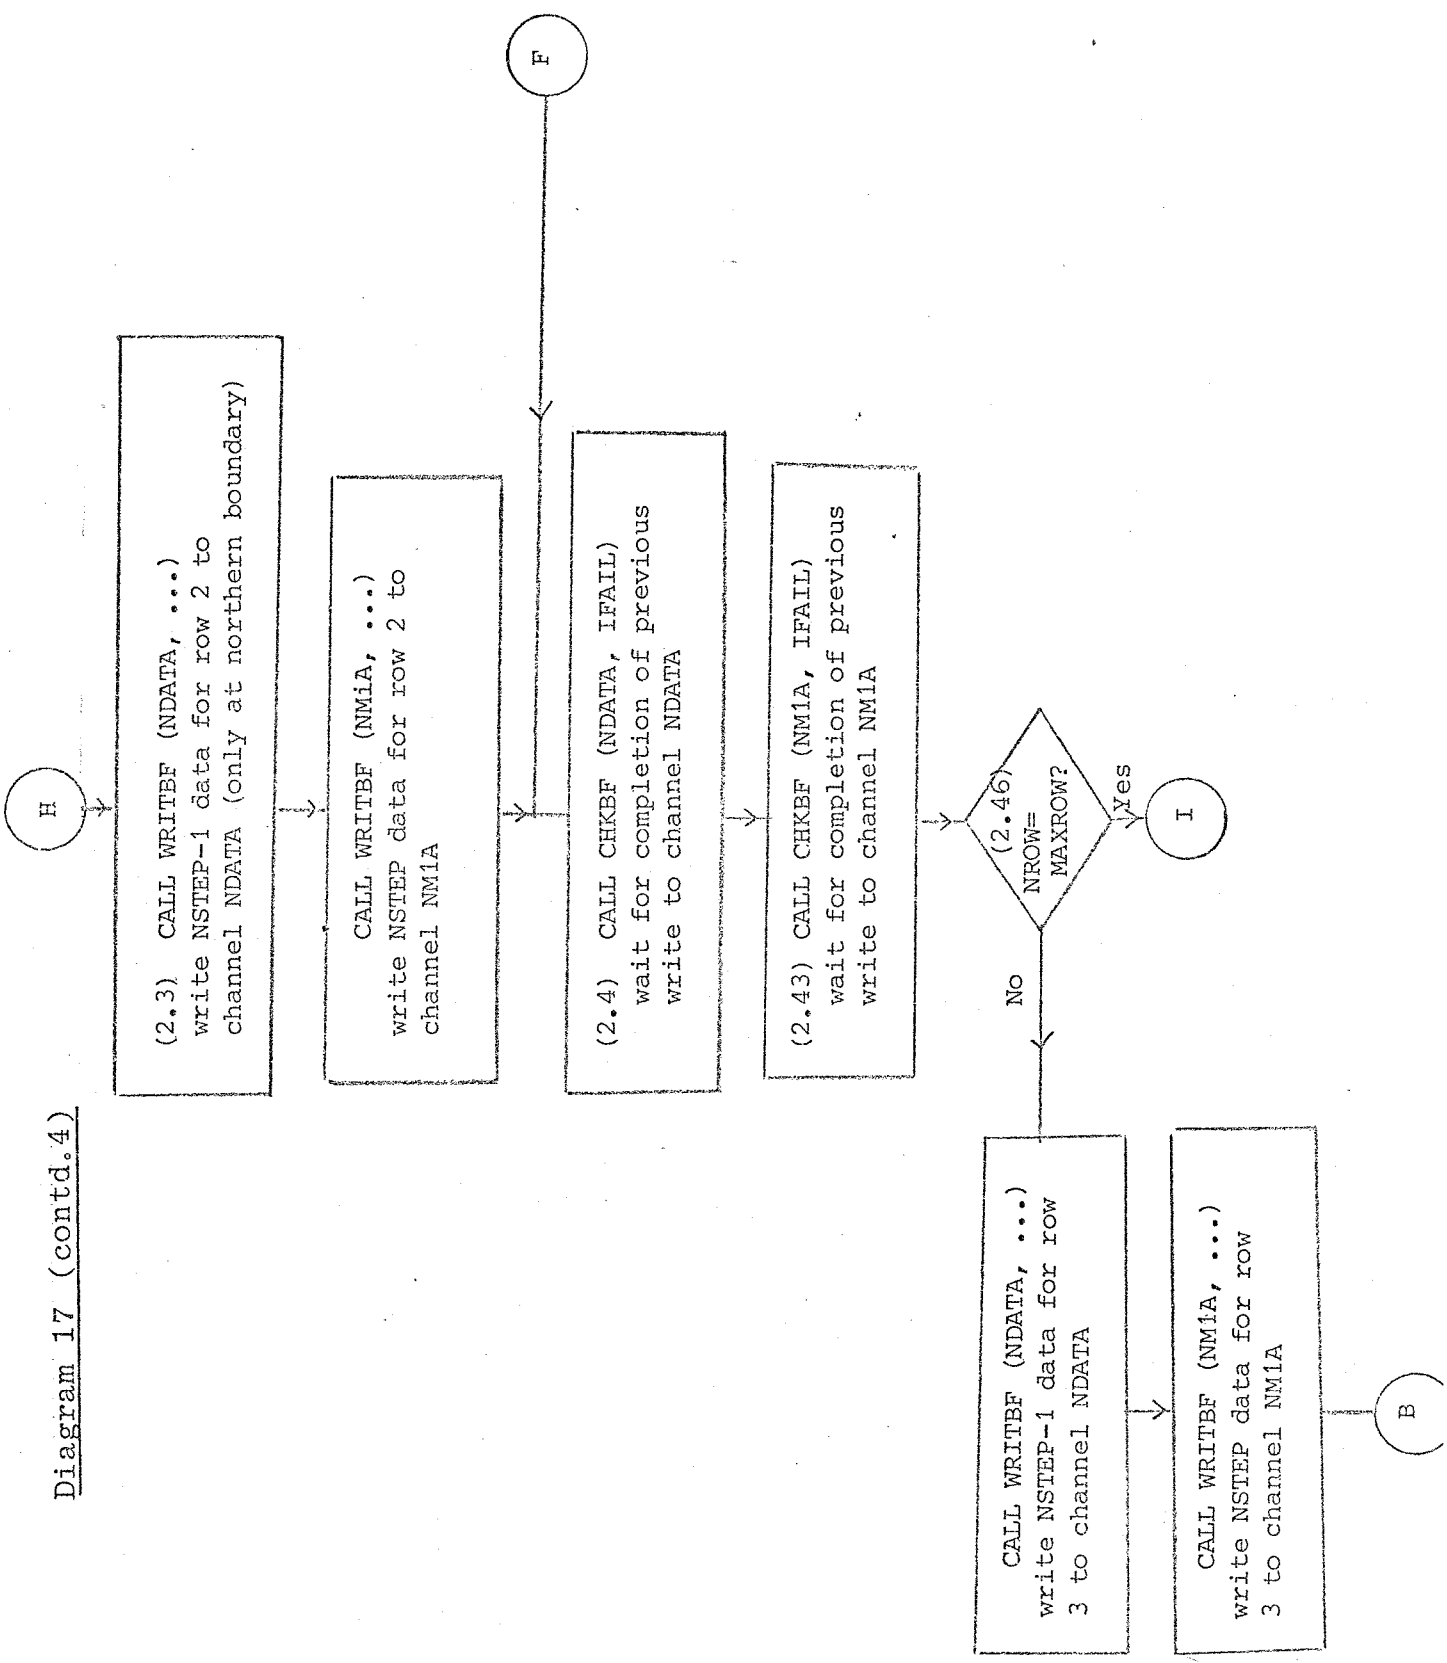 Diagram 17 (contd.4)
H
(2.3) CALL WRITBF (NDATA, ...)
write NSTEP-1 data for row 2 to
channel NDATA (only at northern boundary)
CALL WRITBF (NMiA, ...)
write NSTEP data for row 2 to
channel NM1A
F
(2.4) CALL CHKBF (NDATA, IFAIL)
wait for completion of previous
write to channel NDATA
(2.43) CALL CHKBF (NM1A, IFAIL)
wait for completion of previous
write to channel NM1A
(2.46)
NROW=
MAXROW?
No
Yes
I
CALL WRITBF (NDATA, ...)
write NSTEP-1 data for row
3 to channel NDATA
CALL WRITBF (NM1A, ...)
write NSTEP data for row
3 to channel NM1A
B